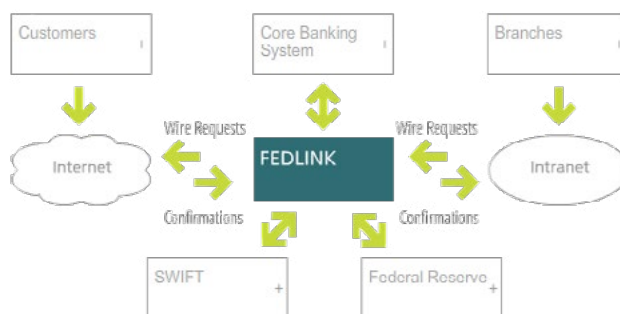 Customers
Core Banking
System
Branches
Wire Requests
Wire Requests
Internet
FEDLINK
Intranet
Confirmations
Confirmations
SWIFT
+
Federal Reserve
+